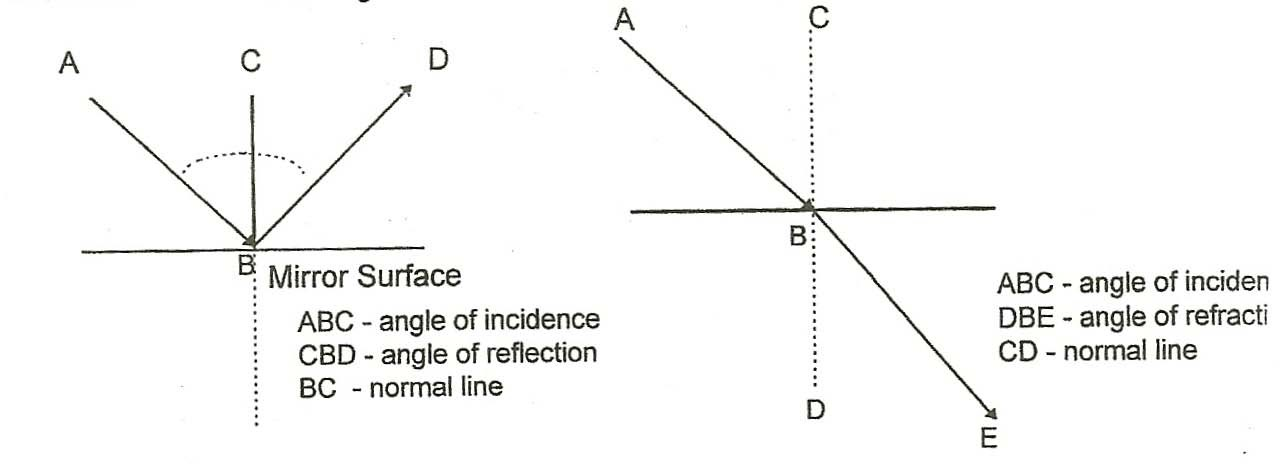 A
C
D
B
Mirror Surface
ABC - angle of incidence
CBD - angle of reflection
BC - normal line
A
C
B
D
E
ABC - angle of inciden
DBE - angle of refracti
CD - normal line